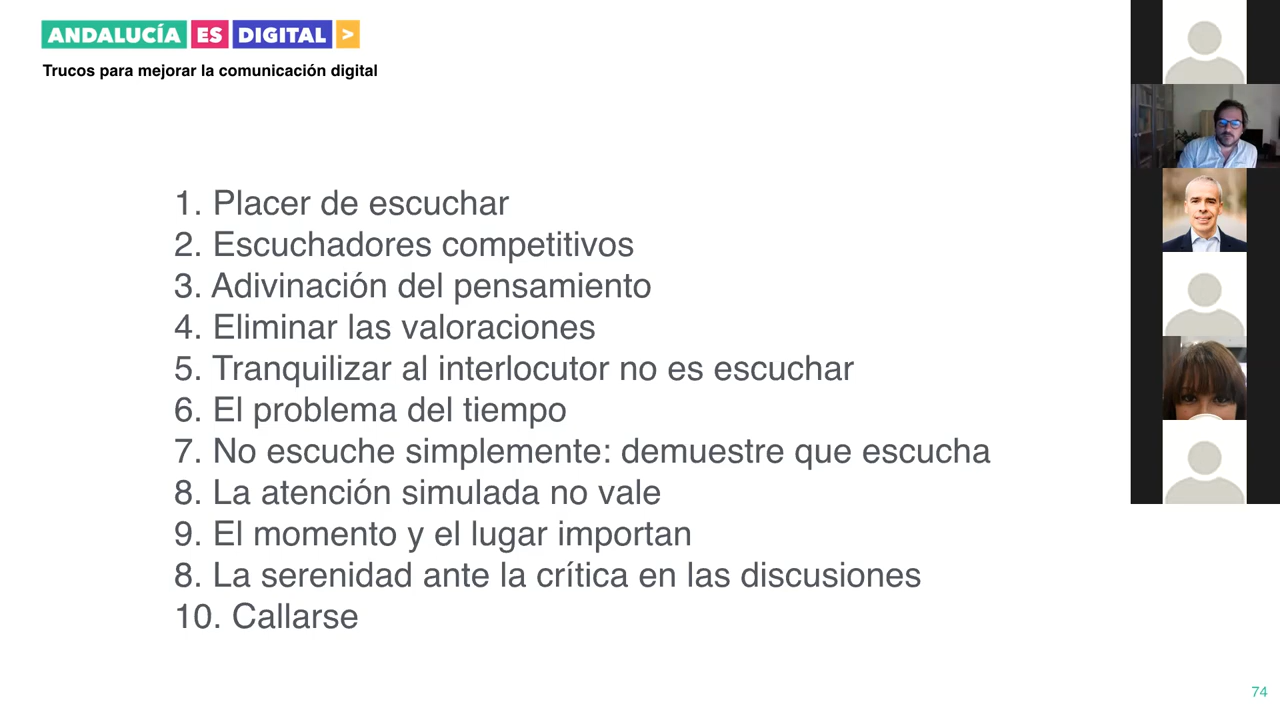 ANDALUCÍA ES DIGITAL >
Trucos para mejorar la comunicación digital
1. Placer de escuchar
2. Escuchadores competitivos
3. Adivinación del pensamiento
4. Eliminar las valoraciones
5. Tranquilizar al interlocutor no es escuchar
6. El problema del tiempo
7. No escuche simplemente: demuestre que escucha
8. La atención simulada no vale
9. El momento y el lugar importan
8. La serenidad ante la crítica en las discusiones
10. Callarse
74